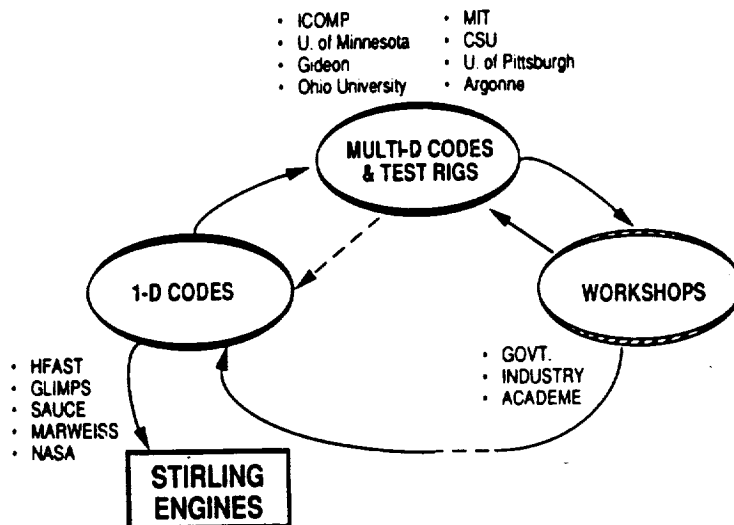 • ICOMP
• U. of Minnesota
• Gideon
• Ohio University
• MIT
• CSU
• U. of Pittsburgh
• Argonne
MULTI-D CODES
& TEST RIGS
1-D CODES
WORKSHOPS
• HFAST
• GLIMPS
• SAUCE
• MARWEISS
• NASA
• GOVT.
• INDUSTRY
• ACADEME
STIRLING
ENGINES